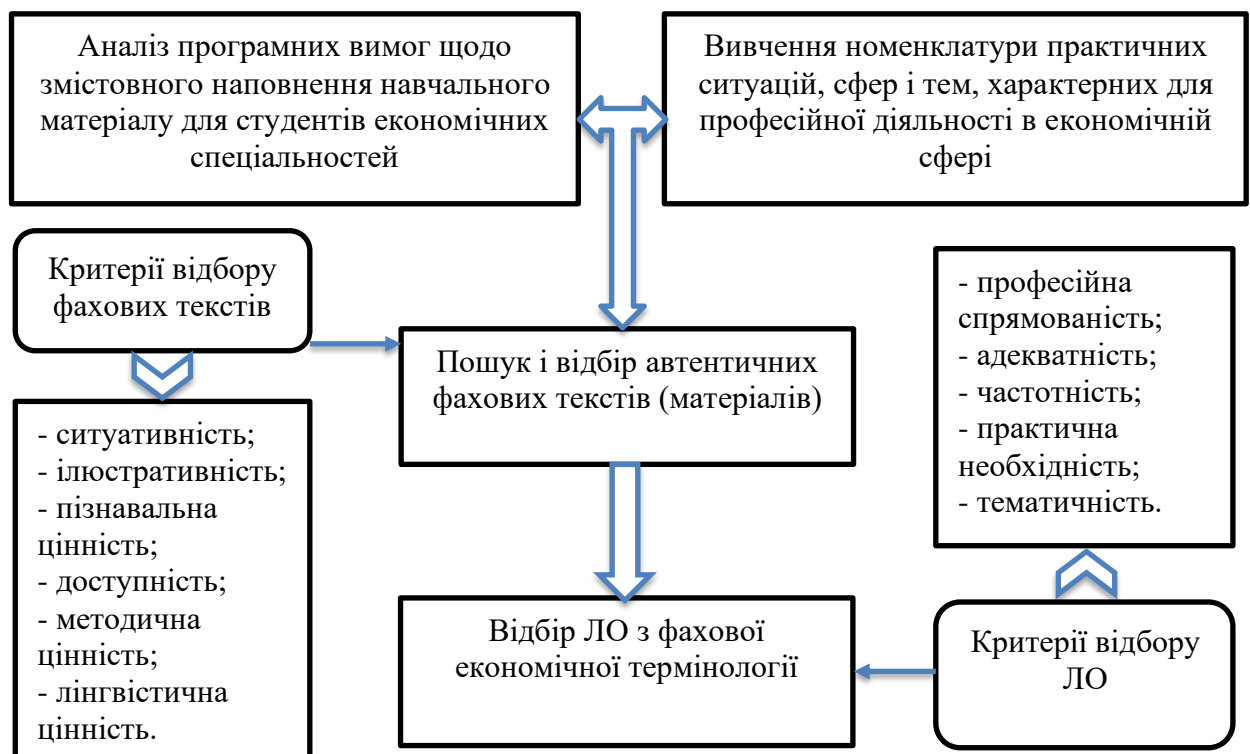 Аналіз програмних вимог щодо
змістовного наповнення навчального
матеріалу для студентів економічних
спеціальностей
Вивчення номенклатури практичних
ситуацій, сфер і тем, характерних для
професійної діяльності в економічній
сфері
Критерії відбору
фахових текстів
Пошук і відбір автентичних
фахових текстів (матеріалів)
- професійна
спрямованість;
- адекватність;
- частотність;
- практична
необхідність;
- тематичність.
- ситуативність;
- ілюстративність;
- пізнавальна
цінність;
- доступність;
- методична
цінність;
- лінгвістична
цінність.
Відбір ЛО з фахової
економічної термінології
Критерії відбору
ЛО